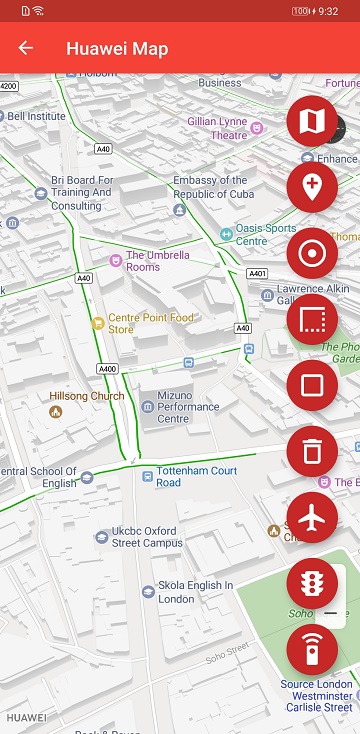 100 9:32
Huawei Map
4200
Holborn
Business
Fortune
Bell Institute
Gillian Lynne
Theatre
A40
Enhance
Bri Board For
Training And
Consulting
Embassy of the
Republic of Cuba
Oasis Sports
Centre
Thomas
The Umbrella
Rooms
A401
A40
Lawrence Alkin
Gall
Centre Point Food
Store
A40
The Pho
Garde
A400
Hillsong Church
Mizuno
Performance
Centre
entral School Of
English
Tottenham Court
Road
The B
Ukcbc Oxford
Street Campus
S
Ch
Skola English In
London
Soho
Soho Street
Source London
Westminster
Carlisle Street
HUAWEI